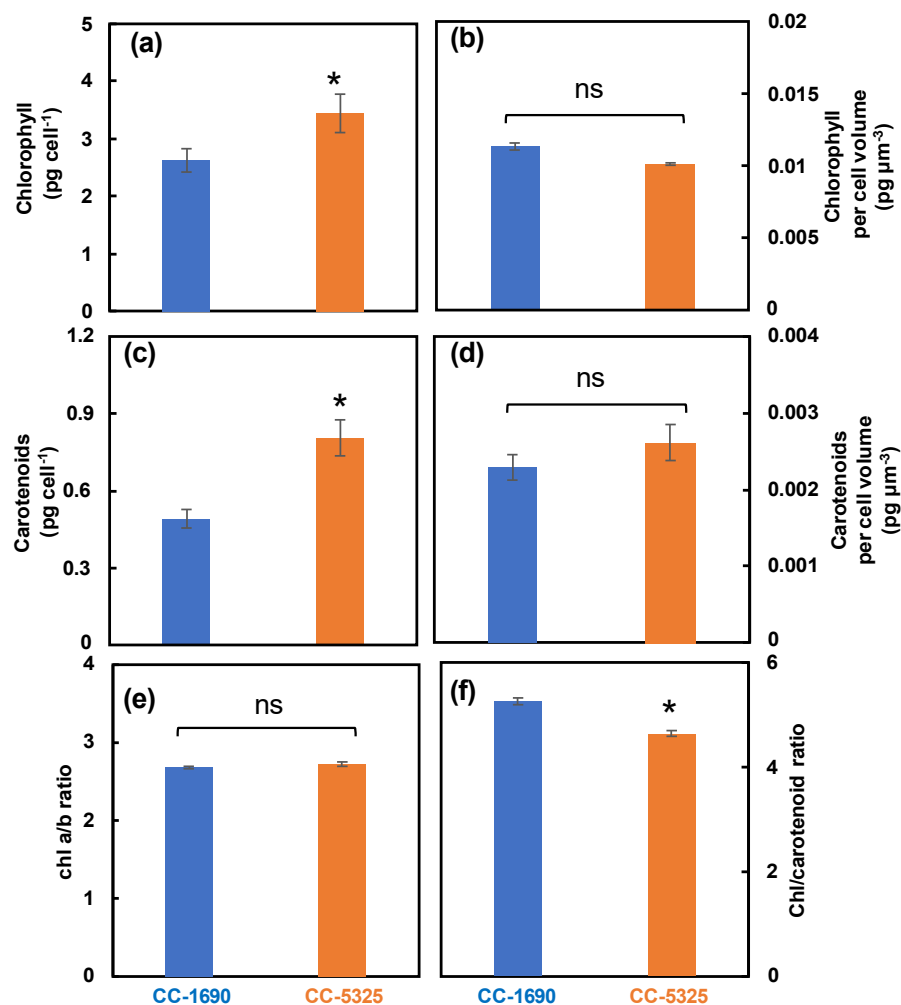 (a)
*
5
4
3
2
1
0
Chlorophyll
(pg cell⁻¹)
(b)
ns
0.02
0.015
0.01
0.005
0
Chlorophyll
per cell volume
(pg µm⁻³)
(c)
*
1.2
0.9
0.6
0.3
0
Carotenoids
(pg cell⁻¹)
(d)
ns
0.004
0.003
0.002
0.001
0
Carotenoids
per cell volume
(pg µm⁻³)
(e)
ns
4
3
2
1
0
chl a/b ratio
(f)
*
6
4
2
0
Chl/carotenoid ratio
CC-1690 CC-5325 CC-1690 CC-5325